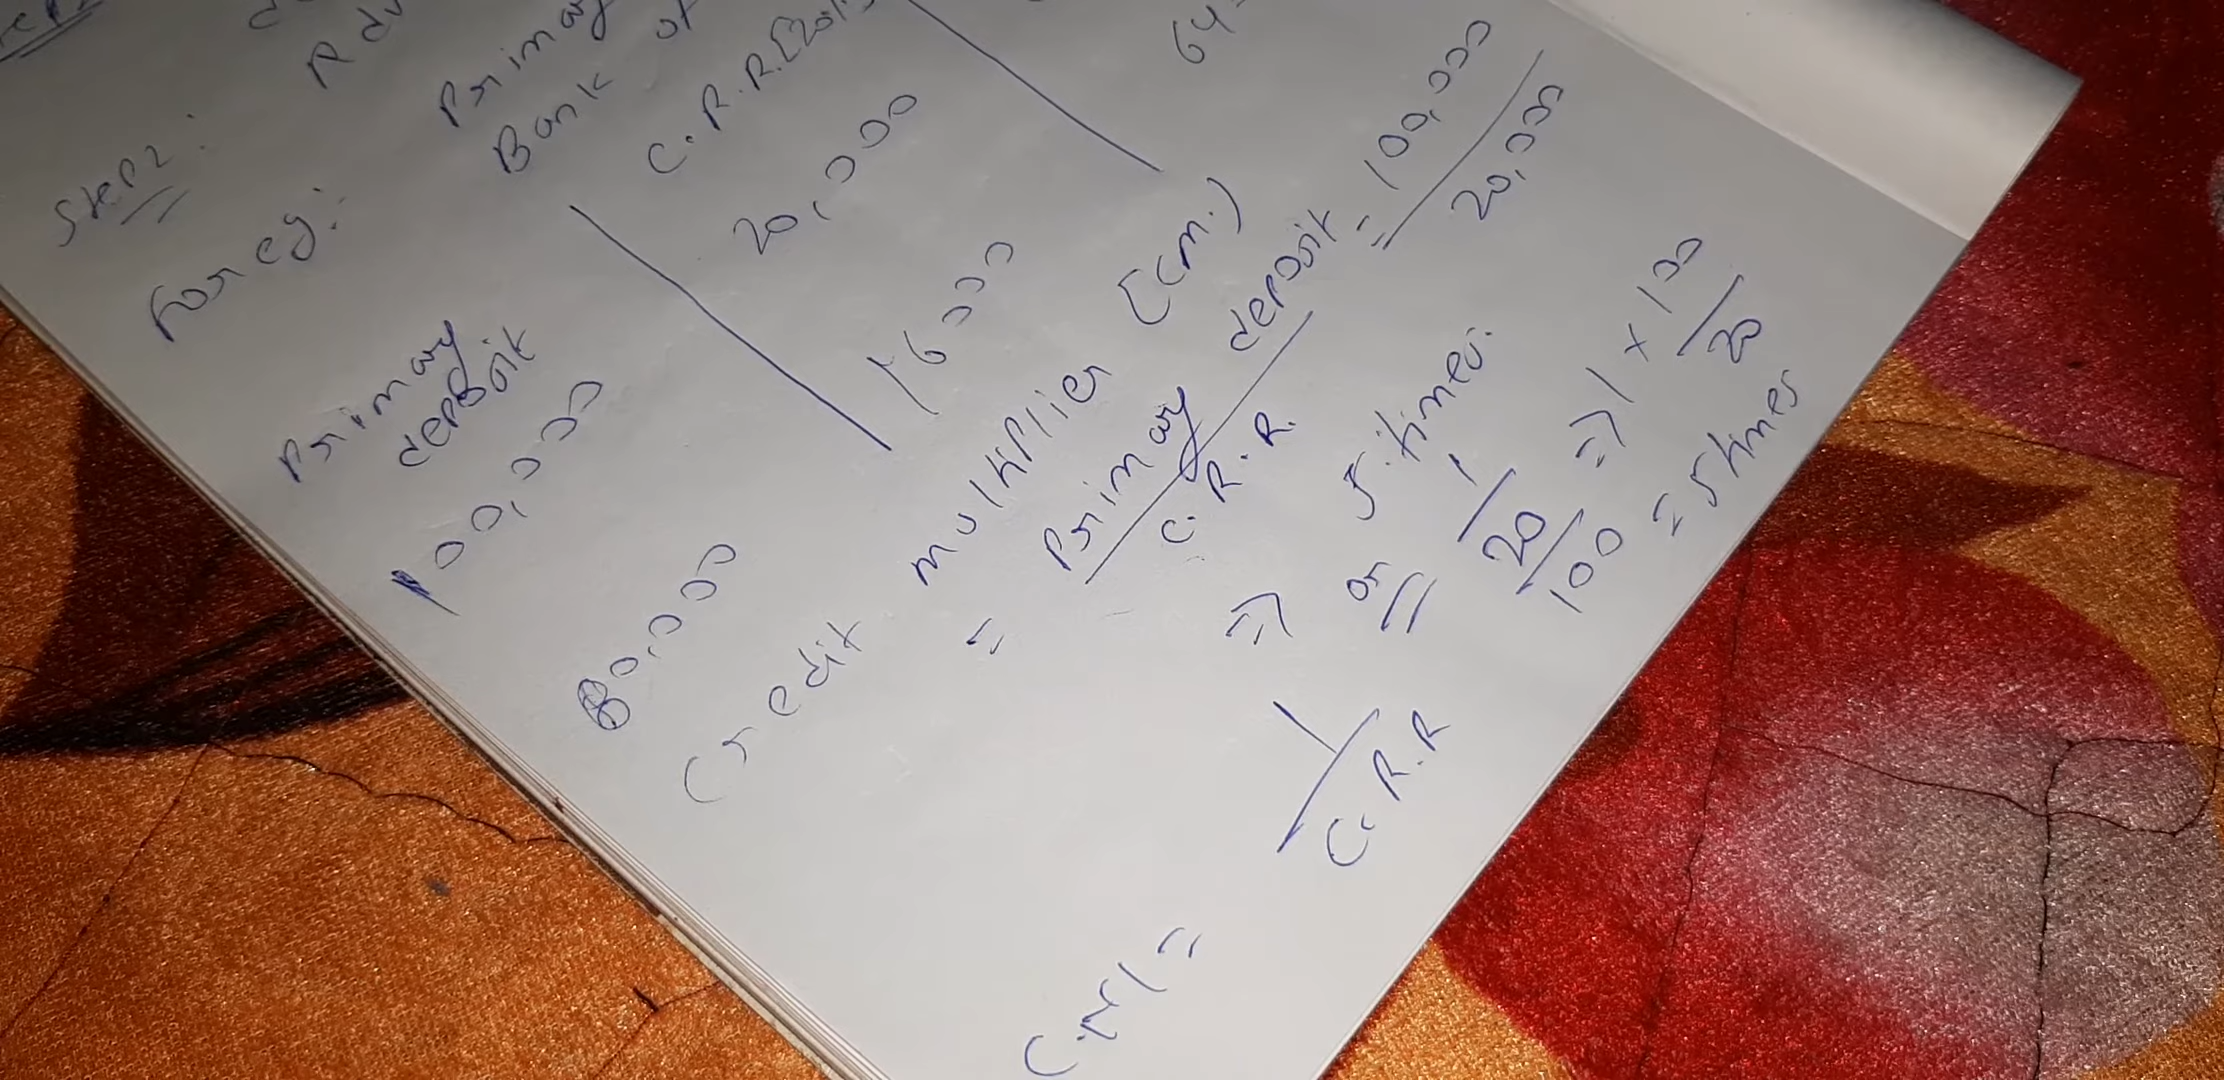 Step 2:
For eg:
Primary
Bank of
Primary deposit
C.R.R. [20%
100,000
20,000
80,000
16000
64
Credit multiplier [C.M.)
= Primary deposit / C.R.R. = 100,000 / 20,000
=> 5 times.
or 1 / 20/100 => 1 x 100/20
= 5 times
C.M = 1 / C.R.R